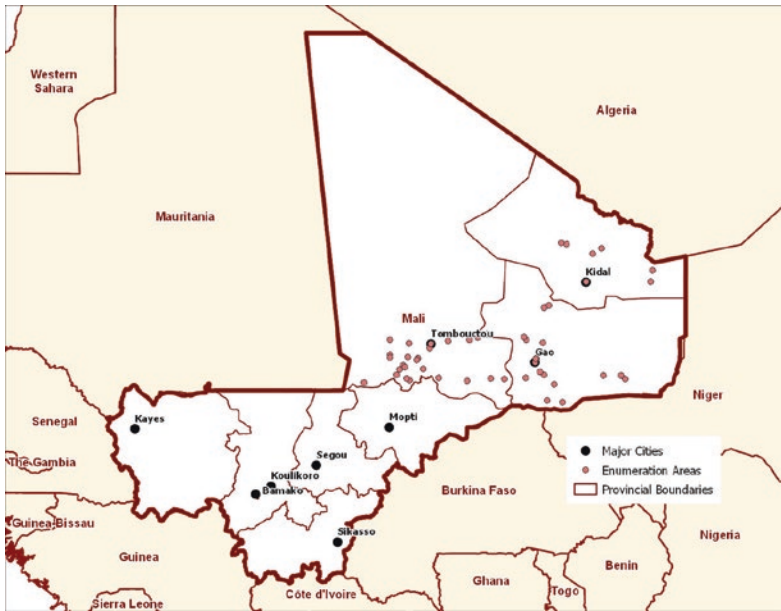 Western
Sahara
Algeria
Mauritania
Kidal
Mali
Tombouctou
Gao
Niger
Kayes
Senegal
Mopti
The Gambia
Segou
Koulikoro
Bamako
Major Cities
Enumeration Areas
Provincial Boundaries
Burkina Faso
Guinea-Bissau
Sikasso
Guinea
Nigeria
Benin
Ghana
Togo
Sierra Leone
Côte d'Ivoire